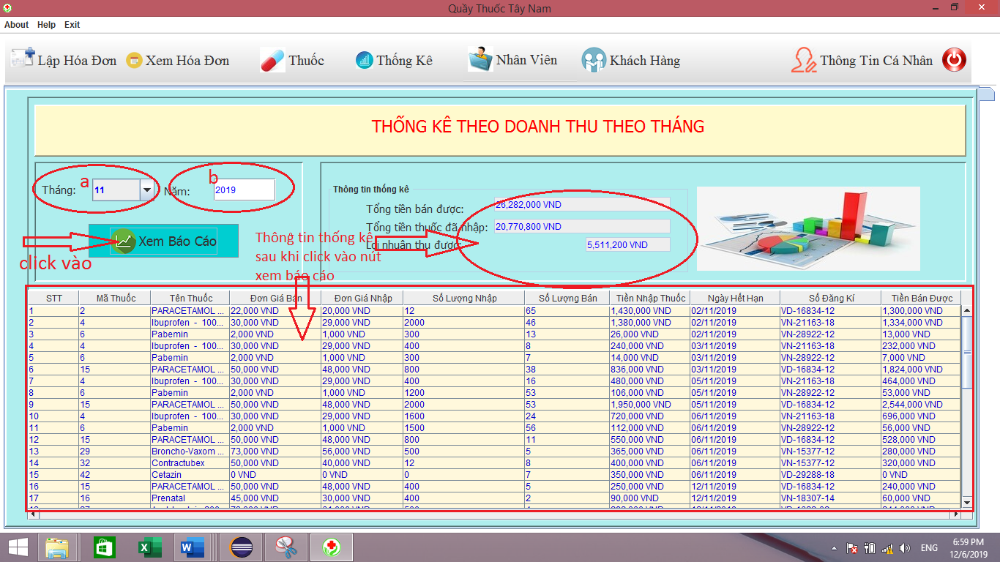 Quầy Thuốc Tây Nam
About Help Exit
Lập Hóa Đơn Xem Hóa Đơn Thuốc Thống Kê Nhân Viên Khách Hàng Thông Tin Cá Nhân
THỐNG KÊ THEO DOANH THU THEO THÁNG
Tháng: a 11 Năm: b 2019
Xem Báo Cáo
click vào
Thông tin thống kê
Tổng tiền bán được: 26,282,000 VND
Tổng tiền thuốc đã nhập: 20,770,800 VND
Lợi nhuận thu được: 5,511,200 VND
Thông tin thống kê
sau khi click vào nút
xem báo cáo
STT Mã Thuốc Tên Thuốc Đơn Giá Bán Đơn Giá Nhập Số Lượng Nhập Số Lượng Bán Tiền Nhập Thuốc Ngày Hết Hạn Số Đăng Kí Tiền Bán Được
1 2 PARACETAMOL ... 22,000 VND 20,000 VND 12 65 1,430,000 VND 02/11/2019 VD-16834-12 1,300,000 VND
2 4 Ibuprofen - 100... 30,000 VND 29,000 VND 2000 46 1,380,000 VND 02/11/2019 VN-21163-18 1,334,000 VND
3 6 Pabemin 2,000 VND 1,000 VND 300 13 26,000 VND 02/11/2019 VN-28922-12 13,000 VND
4 4 Ibuprofen - 100... 30,000 VND 29,000 VND 400 8 240,000 VND 03/11/2019 VN-21163-18 232,000 VND
5 6 Pabemin 2,000 VND 1,000 VND 300 7 14,000 VND 03/11/2019 VN-28922-12 7,000 VND
6 15 PARACETAMOL ... 50,000 VND 48,000 VND 800 38 836,000 VND 03/11/2019 VD-16834-12 1,824,000 VND
7 4 Ibuprofen - 100... 30,000 VND 29,000 VND 400 16 480,000 VND 05/11/2019 VN-21163-18 464,000 VND
8 6 Pabemin 2,000 VND 1,000 VND 1200 53 106,000 VND 05/11/2019 VN-28922-12 53,000 VND
9 15 PARACETAMOL ... 50,000 VND 48,000 VND 2000 53 1,950,000 VND 05/11/2019 VD-16834-12 2,544,000 VND
10 4 Ibuprofen - 100... 30,000 VND 29,000 VND 1600 24 720,000 VND 06/11/2019 VN-21163-18 696,000 VND
11 6 Pabemin 2,000 VND 1,000 VND 1500 56 112,000 VND 06/11/2019 VN-28922-12 56,000 VND
12 15 PARACETAMOL ... 50,000 VND 48,000 VND 800 11 550,000 VND 06/11/2019 VD-16834-12 528,000 VND
13 29 Broncho-Vaxom ... 73,000 VND 56,000 VND 500 5 365,000 VND 06/11/2019 VN-15377-12 280,000 VND
14 32 Contractubex 50,000 VND 40,000 VND 12 8 400,000 VND 06/11/2019 VN-15377-12 320,000 VND
15 42 Cetazin 0 VND 0 VND 0 7 350,000 VND 06/11/2019 VD-29288-18 0 VND
16 15 PARACETAMOL ... 50,000 VND 48,000 VND 400 5 250,000 VND 12/11/2019 VD-16834-12 240,000 VND
17 16 Prenatal 45,000 VND 30,000 VND 400 2 90,000 VND 12/11/2019 VN-18307-14 60,000 VND
ENG 6:59 PM
12/6/2019